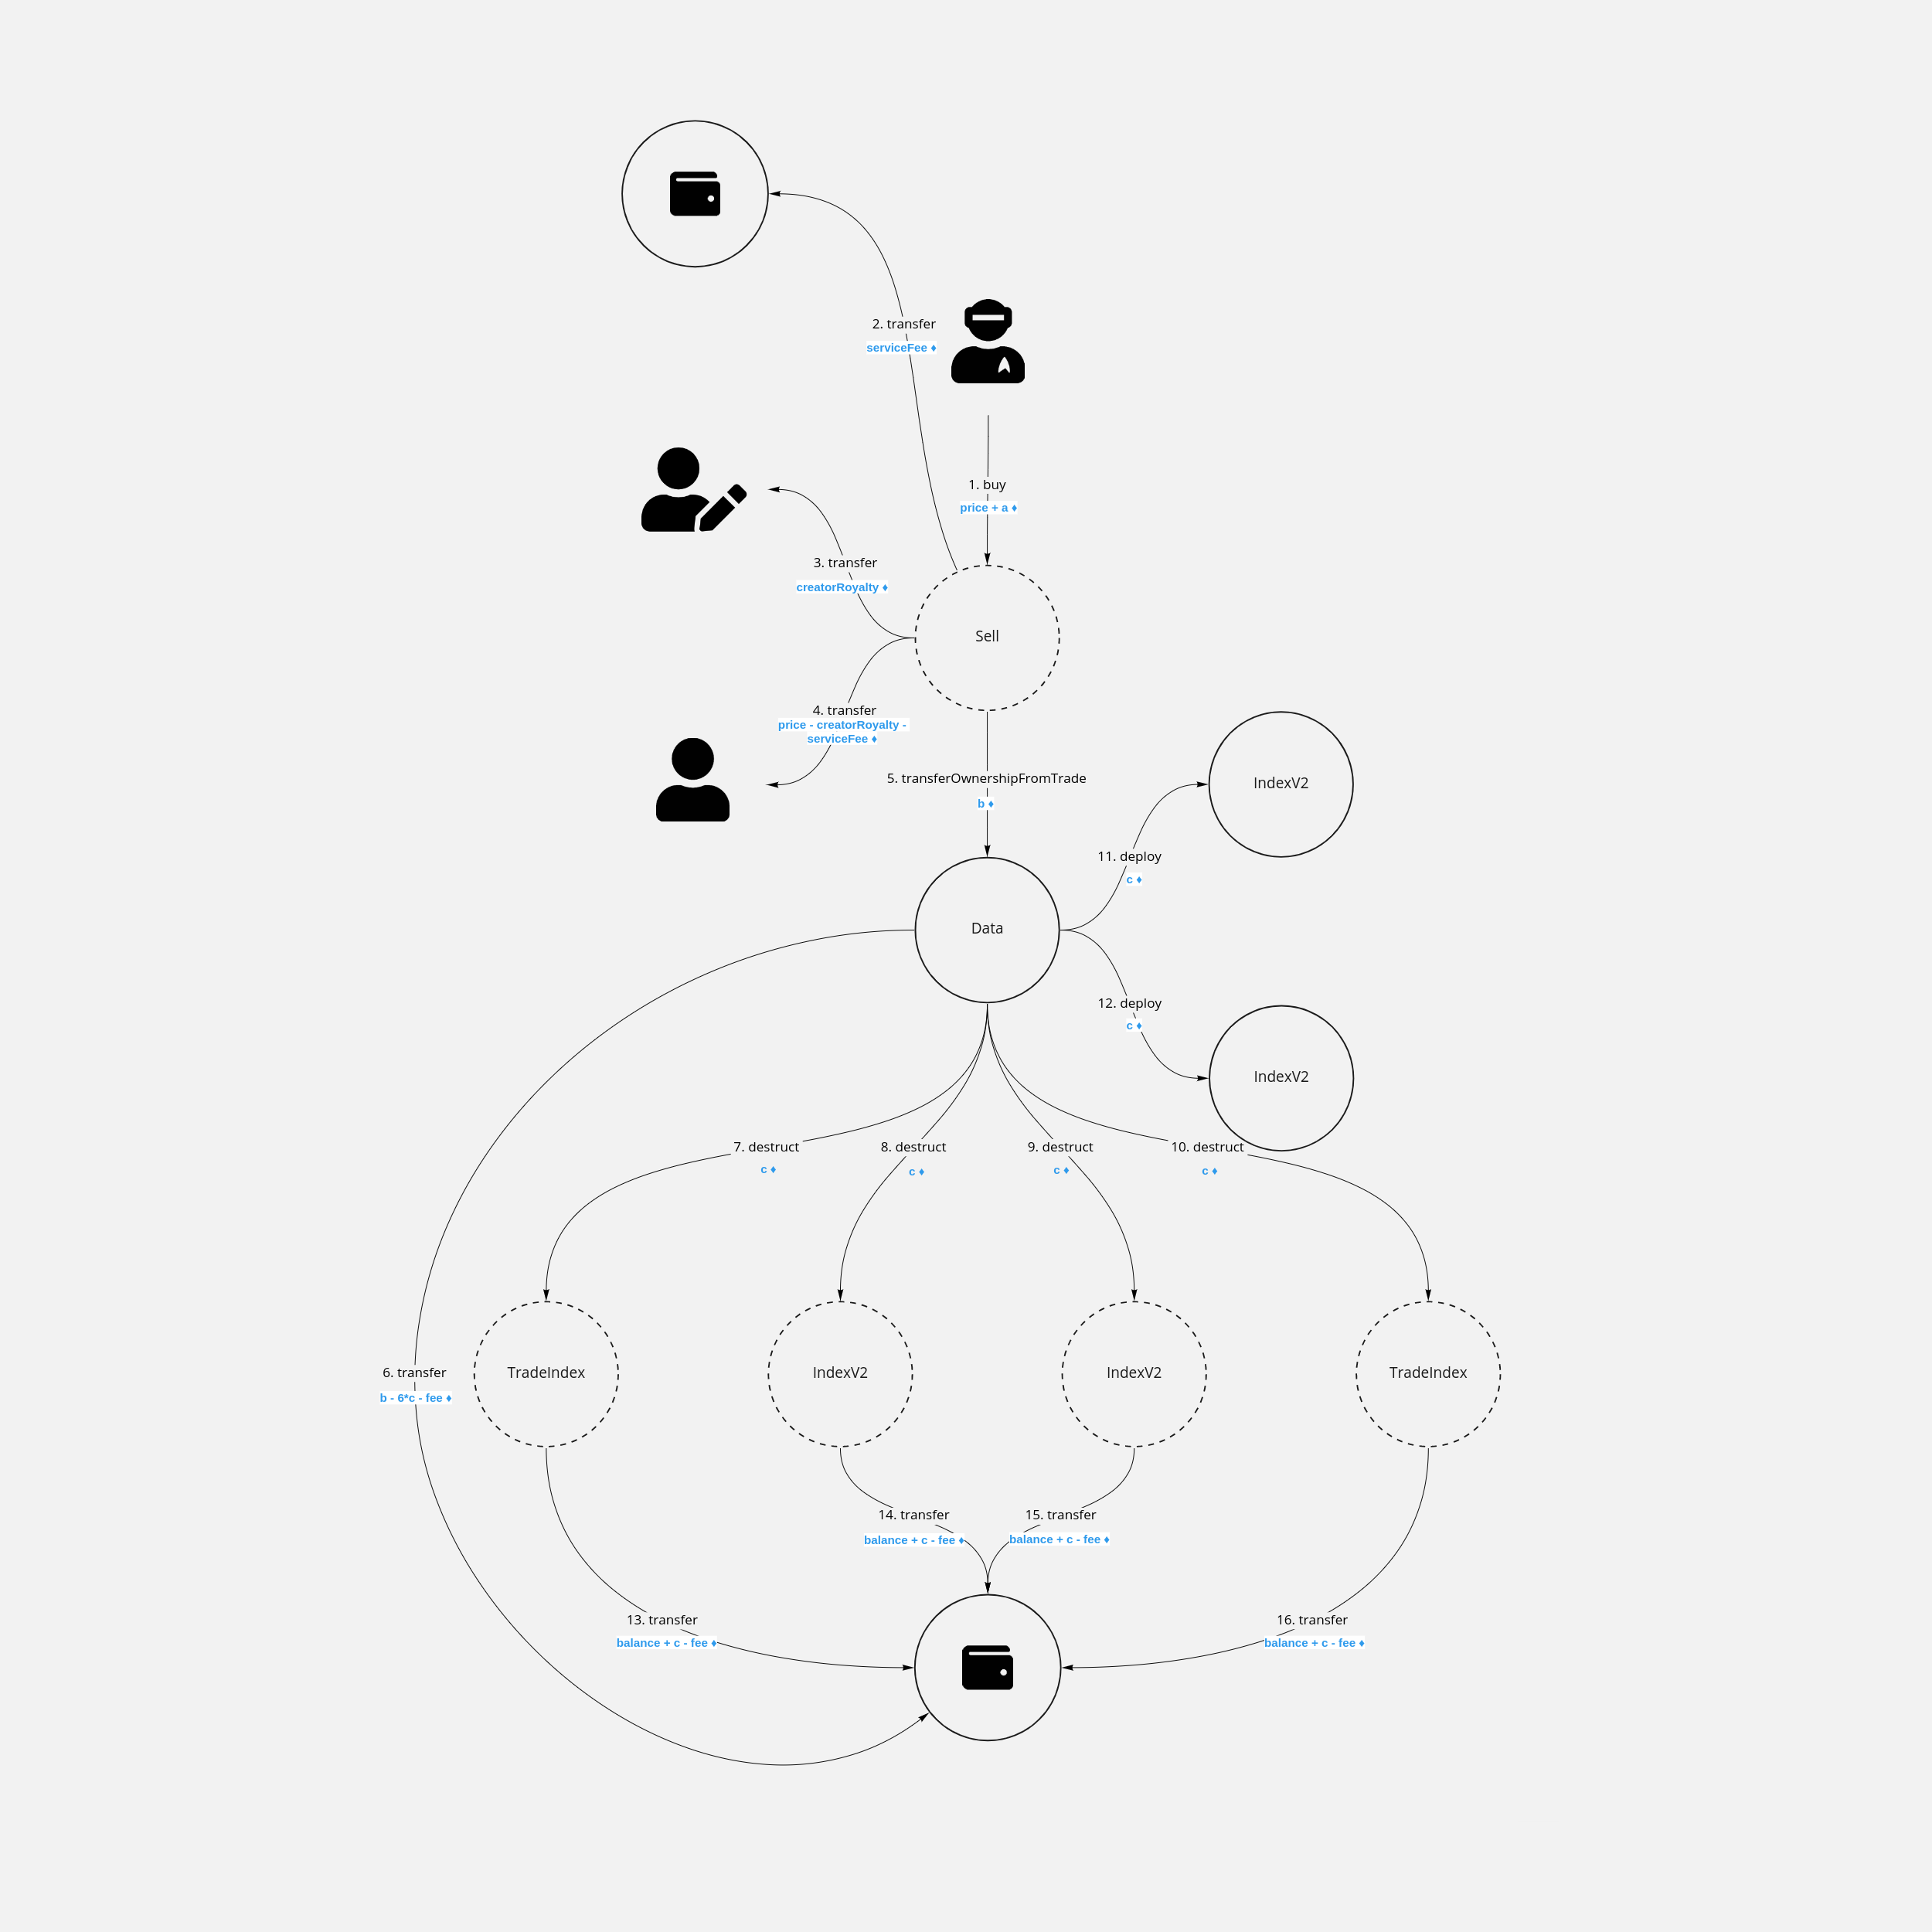 2. transfer
serviceFee ♦
1. buy
price + a ♦
3. transfer
creatorRoyalty ♦
Sell
4. transfer
price - creatorRoyalty -
serviceFee ♦
5. transferOwnershipFromTrade
b ♦
IndexV2
11. deploy
c ♦
Data
12. deploy
c ♦
IndexV2
7. destruct
c ♦
8. destruct
c ♦
9. destruct
c ♦
10. destruct
c ♦
6. transfer
b - 6*c - fee ♦
TradeIndex
IndexV2
IndexV2
TradeIndex
14. transfer
balance + c - fee ♦
15. transfer
balance + c - fee ♦
13. transfer
balance + c - fee ♦
16. transfer
balance + c - fee ♦